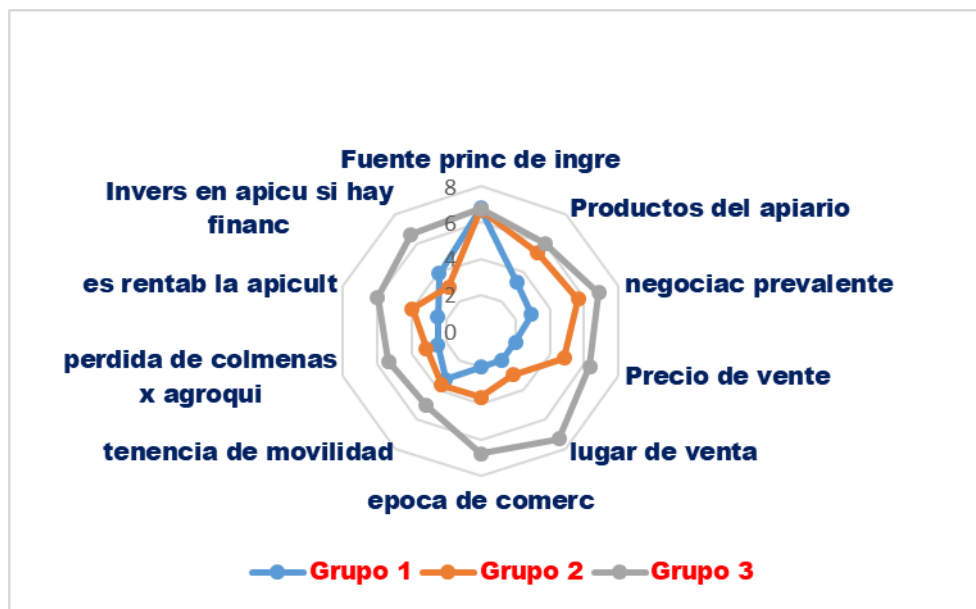 Fuente princ de ingre
Invers en apicu si hay
financ
Productos del apiario
8
6
4
2
0
es rentab la apicult
negociac prevalente
perdida de colmenas
x agroqui
Precio de vente
tenencia de movilidad
lugar de venta
epoca de comerc
Grupo 1
Grupo 2
Grupo 3